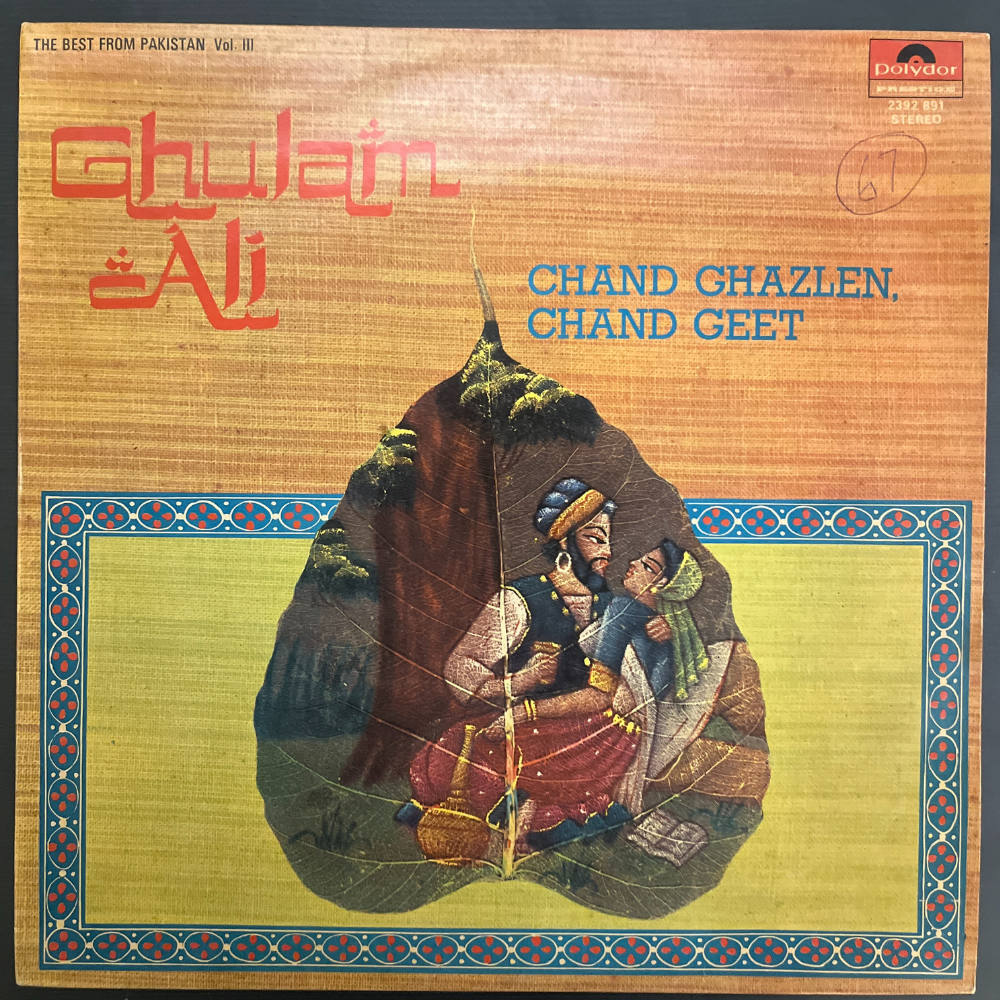 THE BEST FROM PAKISTAN Vol. III
polydor
PRESTIGE
2392 891
STEREO
67
Ghulam
Ali
CHAND GHAZLEN,
CHAND GEET